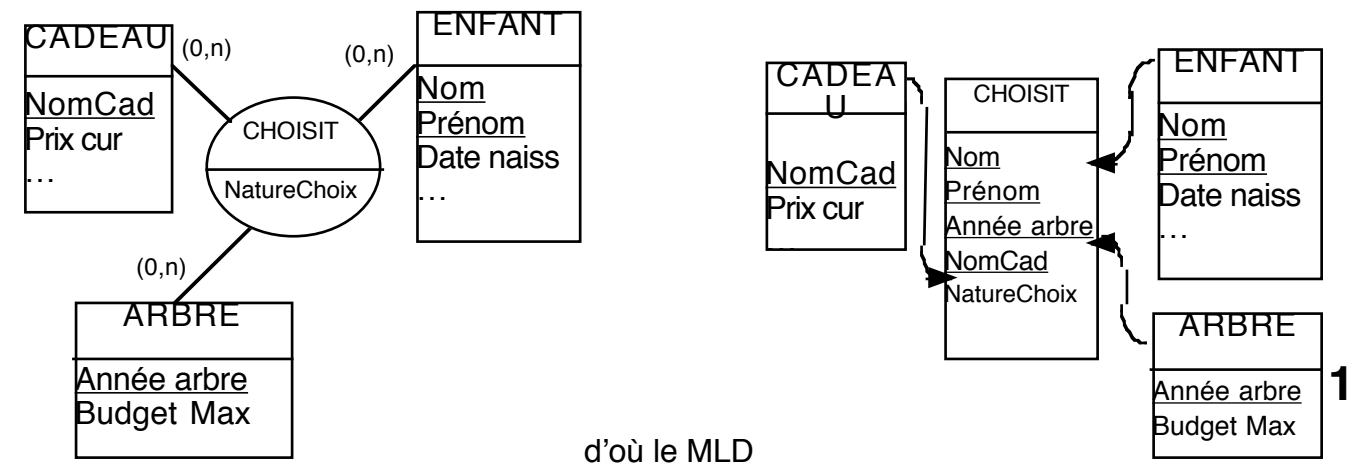 CADEAU
(0,n)
NomCad
Prix cur
…
(0,n)
ENFANT
Nom
Prénom
Date naiss
…
CHOISIT
NatureChoix
(0,n)
ARBRE
Année arbre
Budget Max
d'où le MLD
CADEA
U
NomCad
Prix cur
…
CHOISIT
Nom
Prénom
Année arbre
NomCad
NatureChoix
ENFANT
Nom
Prénom
Date naiss
…
ARBRE
Année arbre
Budget Max
1